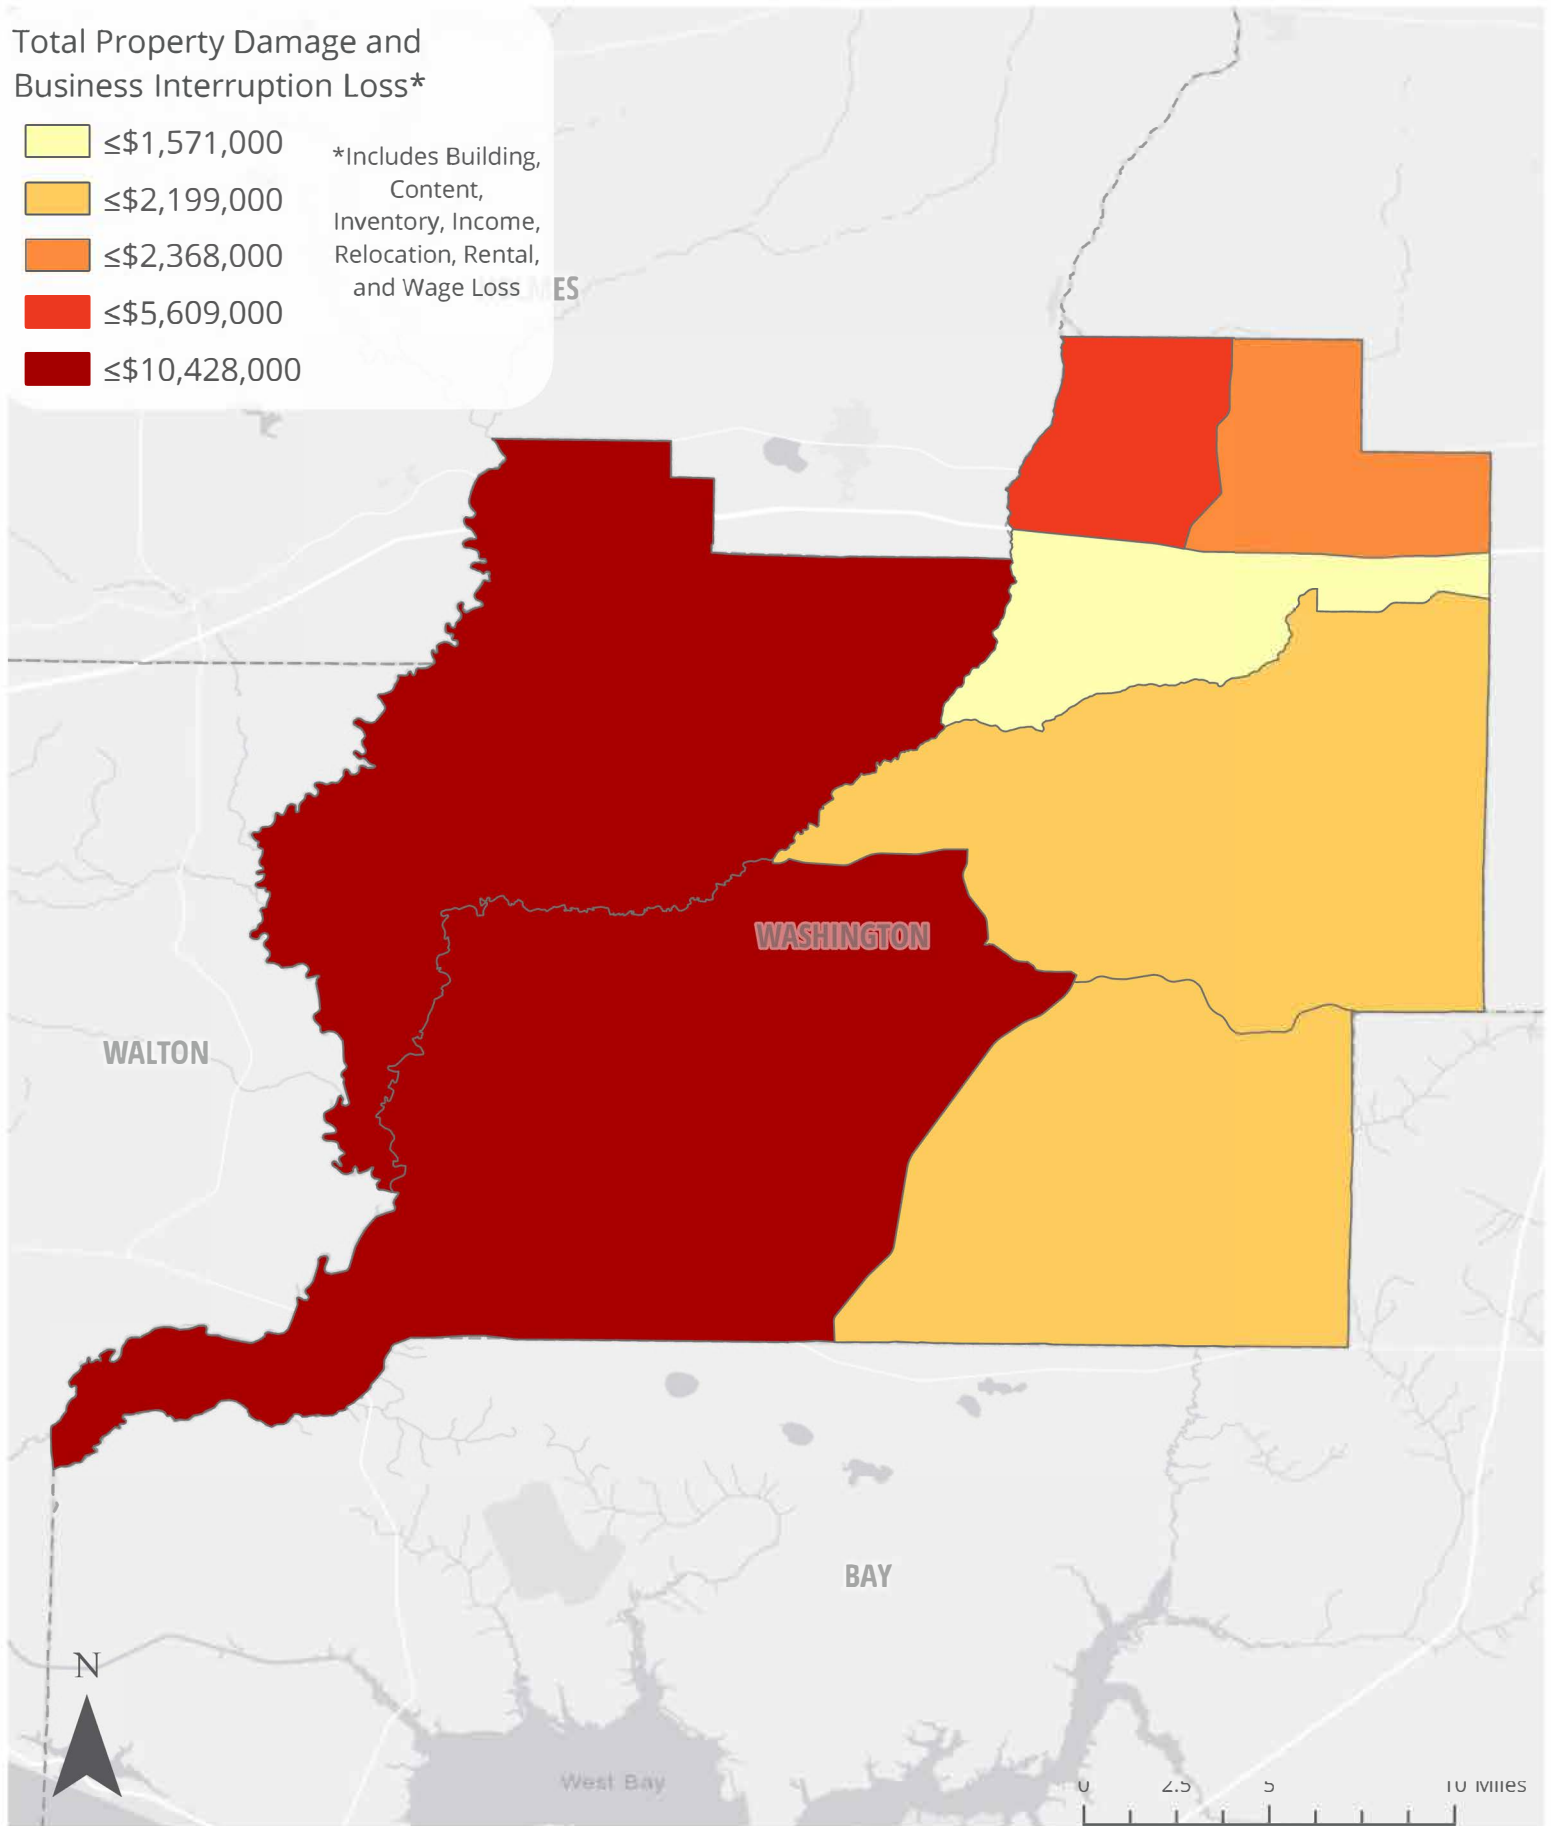 Total Property Damage and
Business Interruption Loss*
≤$1,571,000
≤$2,199,000
≤$2,368,000
≤$5,609,000
≤$10,428,000
*Includes Building,
Content,
Inventory, Income,
Relocation, Rental,
and Wage Loss
WASHINGTON
WALTON
BAY
N
West Bay
0 2.5 5 10 Miles